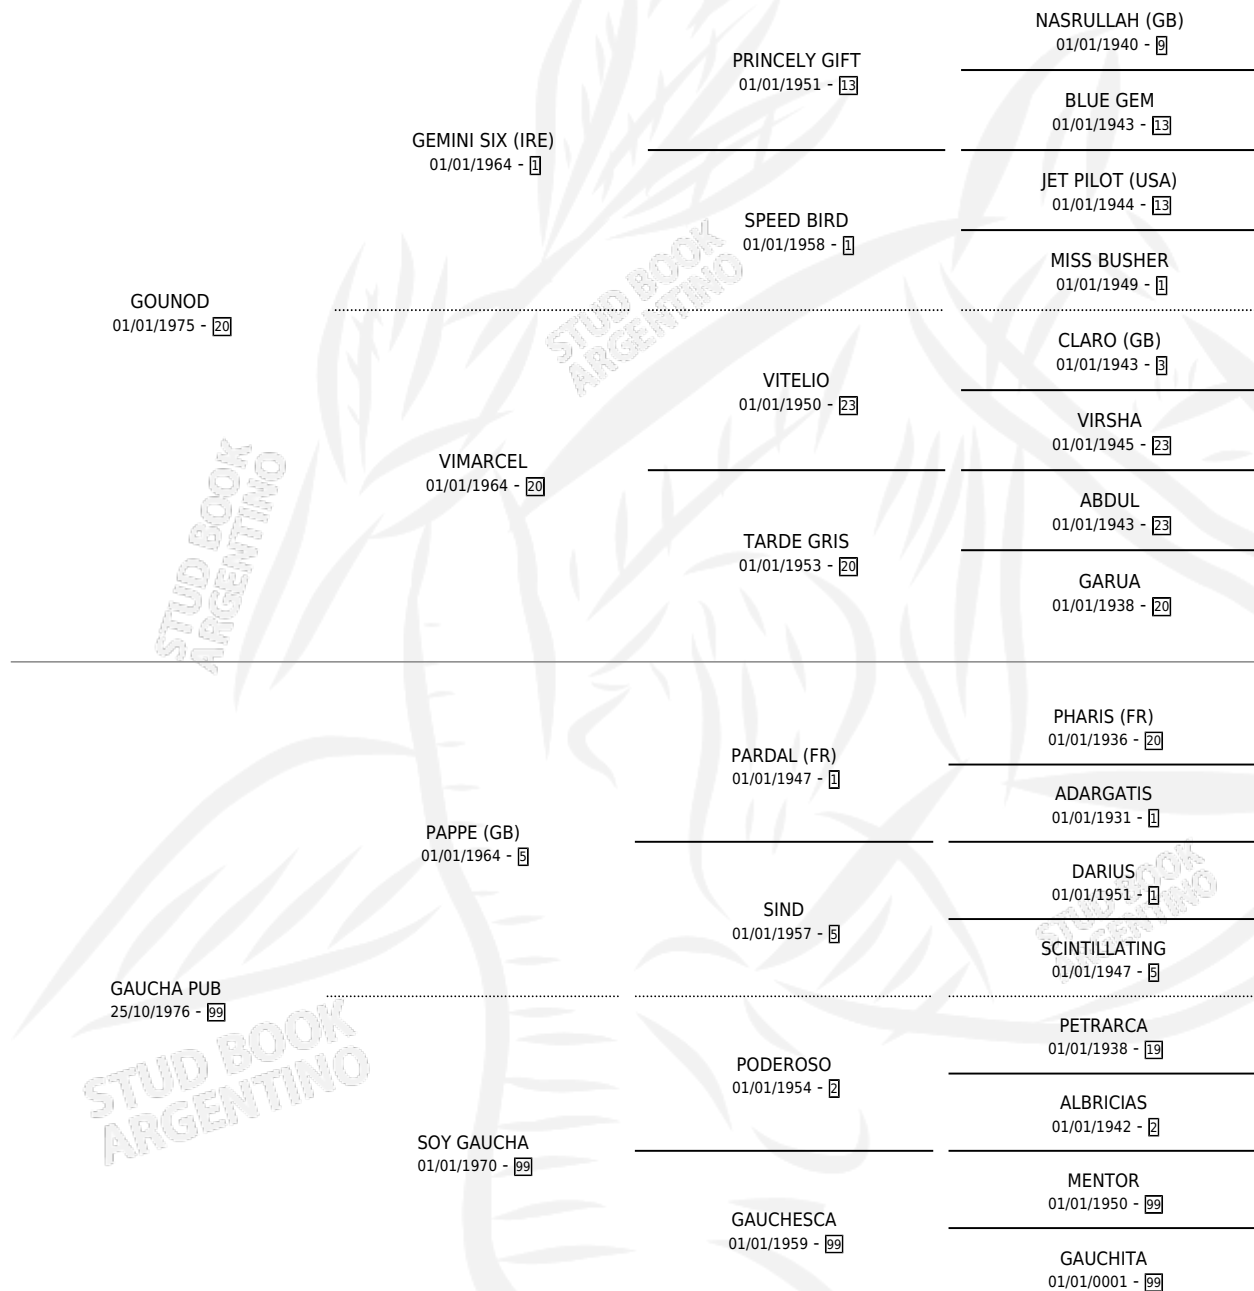 NASRULLAH (GB)
01/01/1940 - 9
PRINCELY GIFT
01/01/1951 - 13
BLUE GEM
01/01/1943 - 13
GEMINI SIX (IRE)
01/01/1964 - 1
JET PILOT (USA)
01/01/1944 - 13
SPEED BIRD
01/01/1958 - 1
MISS BUSHER
01/01/1949 - 1
GOUNOD
01/01/1975 - 20
CLARO (GB)
01/01/1943 - 3
VITELIO
01/01/1950 - 23
VIRSHA
01/01/1945 - 23
VIMARCEL
01/01/1964 - 20
ABDUL
01/01/1943 - 23
TARDE GRIS
01/01/1953 - 20
GARUA
01/01/1938 - 20
PHARIS (FR)
01/01/1936 - 20
PARDAL (FR)
01/01/1947 - 1
ADARGATIS
01/01/1931 - 1
PAPPE (GB)
01/01/1964 - 5
DARIUS
01/01/1951 - 1
SIND
01/01/1957 - 5
SCINTILLATING
01/01/1947 - 5
GAUCHA PUB
25/10/1976 - 99
PETRARCA
01/01/1938 - 19
PODEROSO
01/01/1954 - 2
ALBRICIAS
01/01/1942 - 2
SOY GAUCHA
01/01/1970 - 99
MENTOR
01/01/1950 - 99
GAUCHESCA
01/01/1959 - 99
GAUCHITA
01/01/0001 - 99
STUD BOOK
ARGENTINO
STUD BOOK
ARGENTINO
STUD BOOK
ARGENTINO
STUD BOOK
ARGENTINO